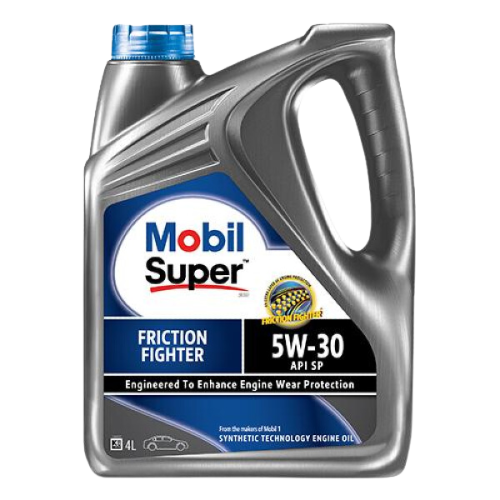 Mobil
Super™
FRICTION FIGHTER
FRICTION
FIGHTER
5W-30
API SP
Engineered To Enhance Engine Wear Protection
From the makers of Mobil 1
SYNTHETIC TECHNOLOGY ENGINE OIL
4L